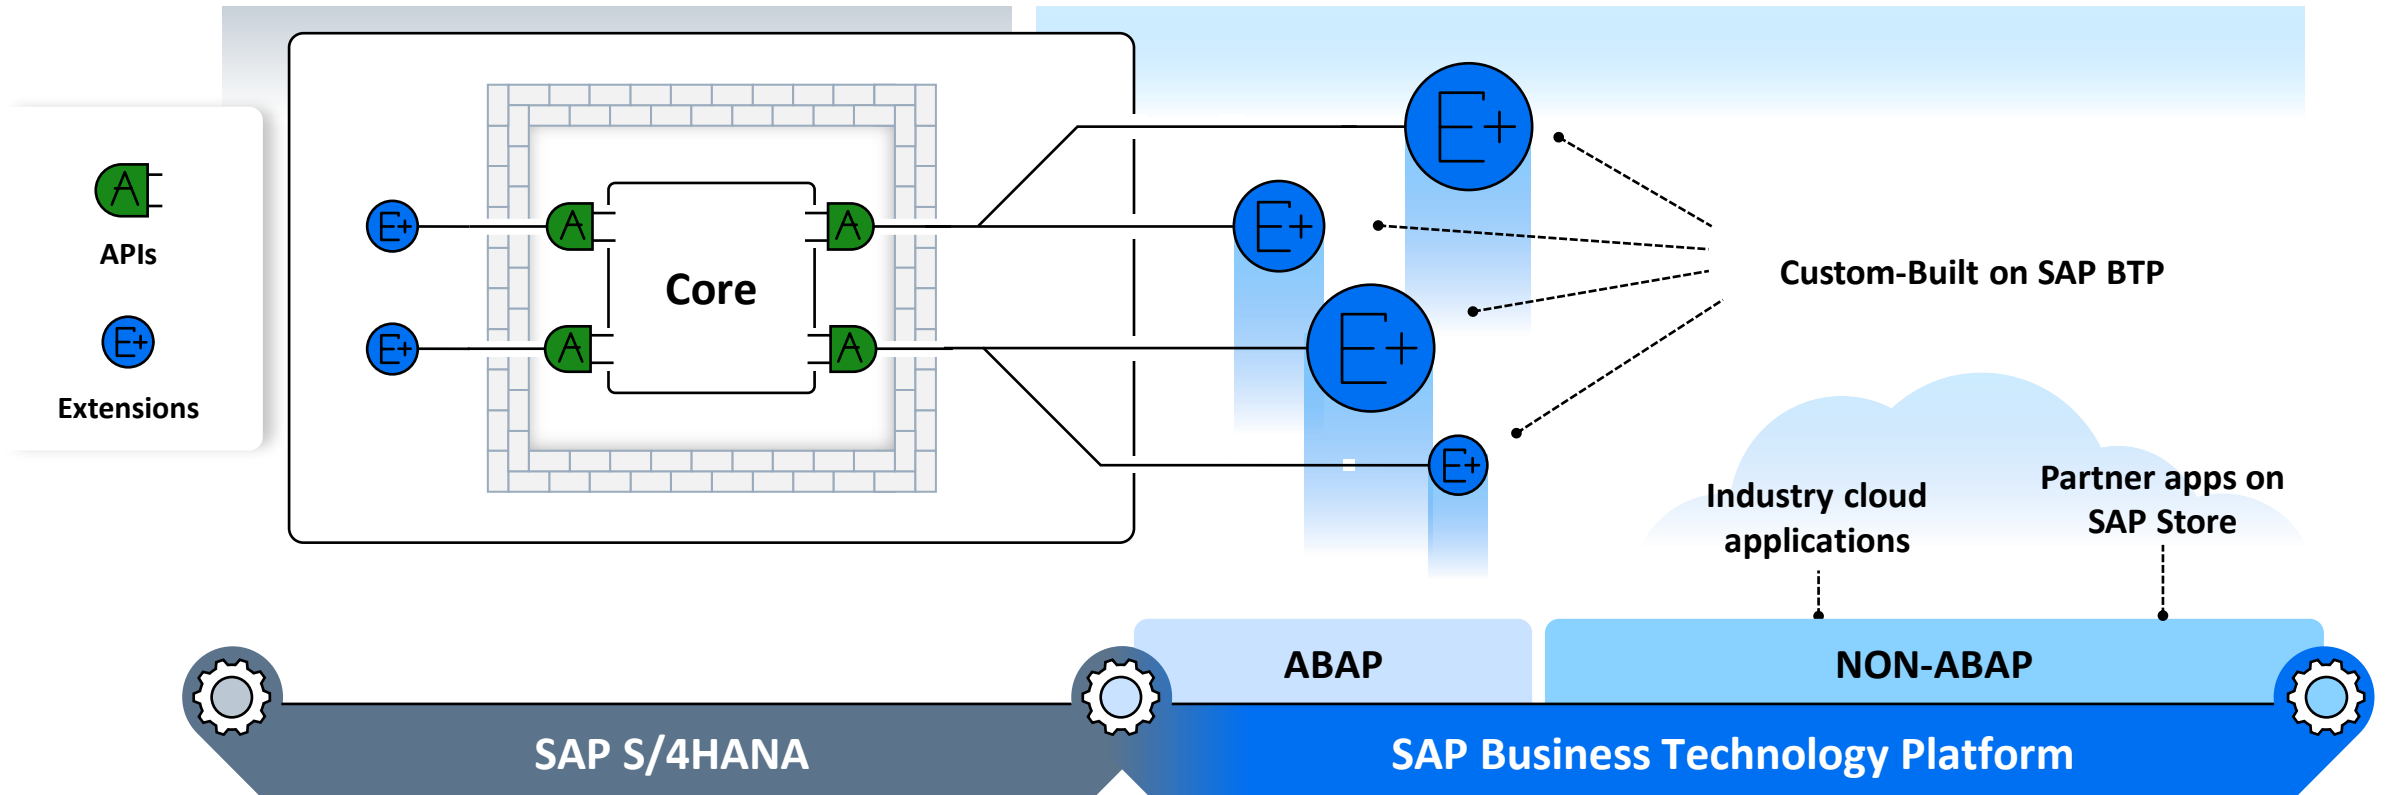 A
APIs
E+
Extensions
E+
A
A
E+
A
A
Core
E+
E+
E+
E+
Custom-Built on SAP BTP
Industry cloud
applications
Partner apps on
SAP Store
ABAP
NON-ABAP
SAP S/4HANA
SAP Business Technology Platform